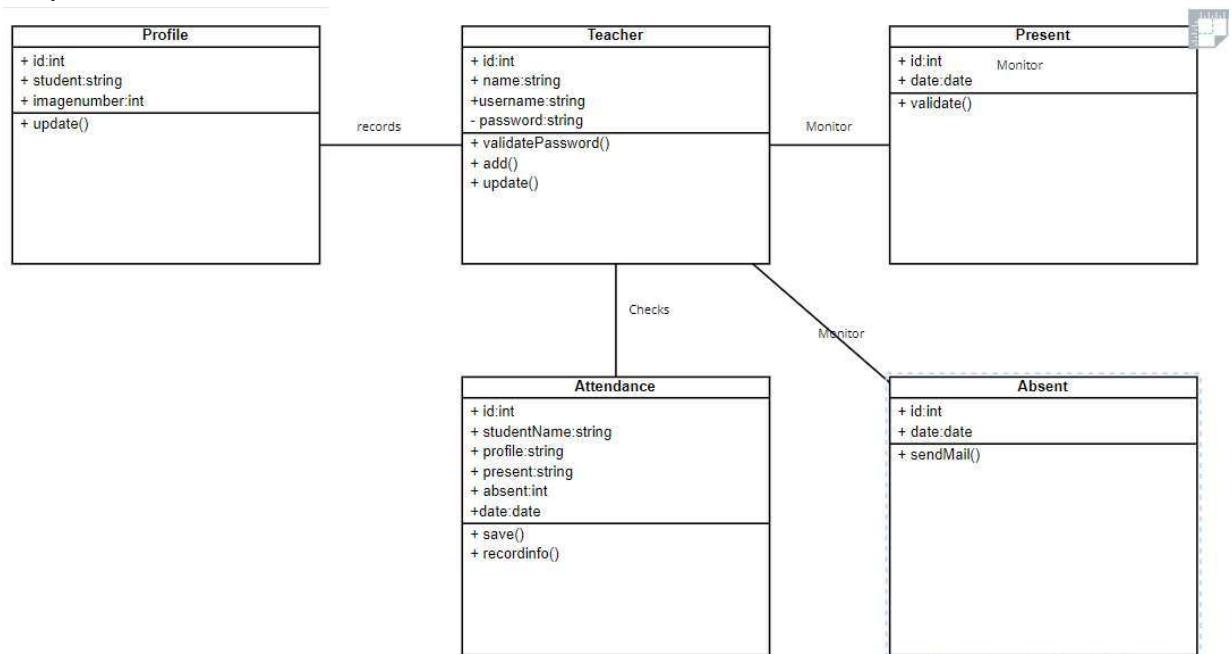 Profile
+ id:int
+ student:string
+ imagenumber:int
+ update()
records
Teacher
+ id:int
+ name:string
+username:string
- password:string
+ validatePassword()
+ add()
+ update()
Monitor
Present
+ id:int
Monitor
+ date:date
+ validate()
Checks
Monitor
Attendance
+ id:int
+ studentName:string
+ profile:string
+ present:string
+ absent:int
+date:date
+ save()
+ recordinfo()
Absent
+ id:int
+ date:date
+ sendMail()